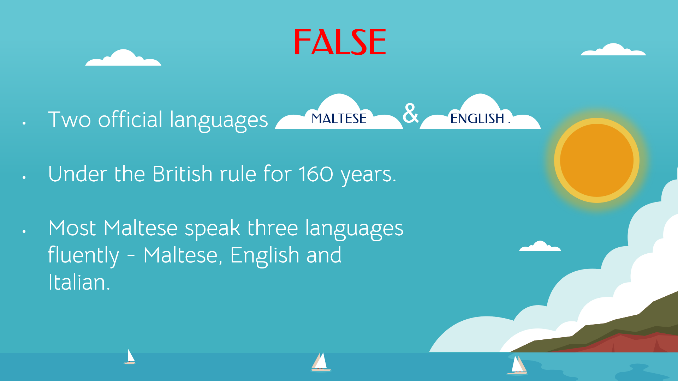 FALSE
• Two official languages MALTESE & ENGLISH .
• Under the British rule for 160 years.
• Most Maltese speak three languages
fluently - Maltese, English and
Italian.